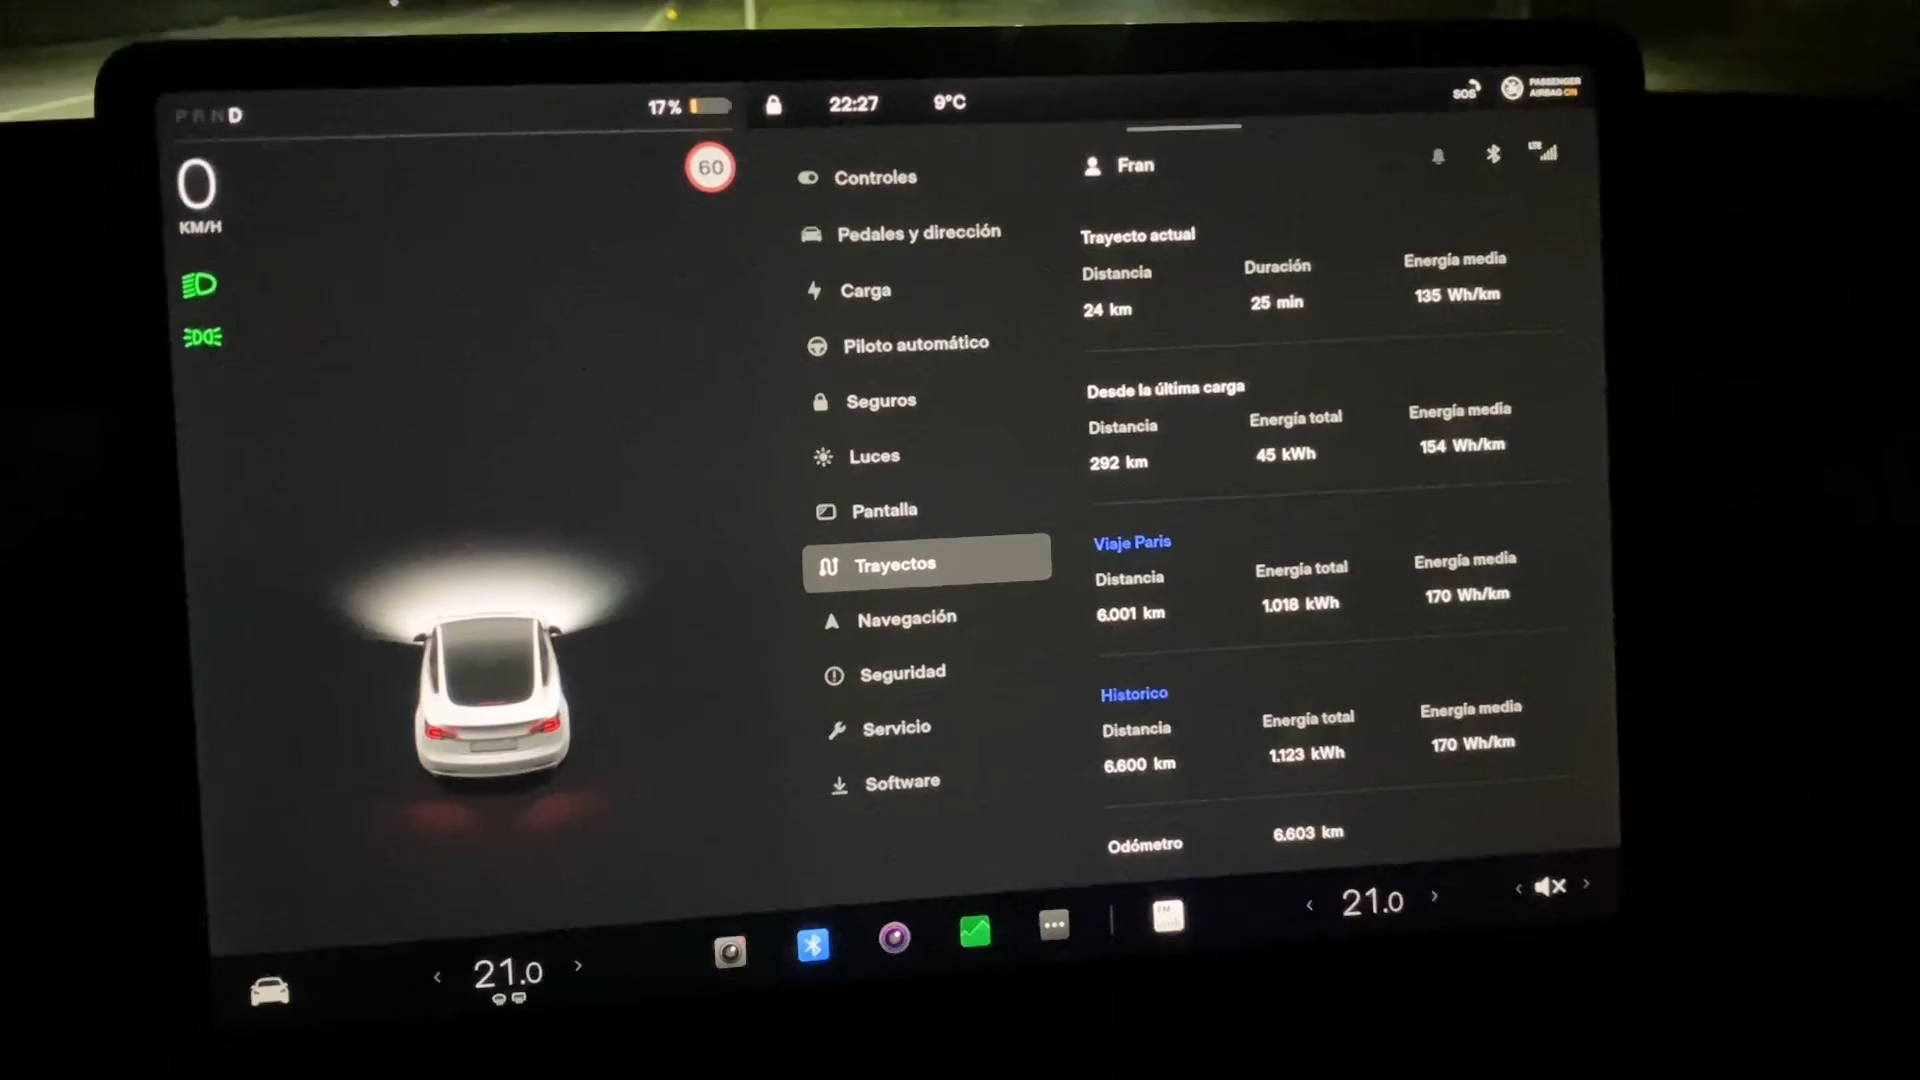 PRND
17%
22:27
9°C
SOS
PASSENGER
AIRBAG ON
0
KM/H
60
Controles
Pedales y dirección
Carga
Piloto automático
Seguros
Luces
Pantalla
Trayectos
Navegación
Seguridad
Servicio
Software
Fran
LTE
Trayecto actual
Distancia Duración Energía media
24 km 25 min 135 Wh/km
Desde la última carga
Distancia Energía total Energía media
292 km 45 kWh 154 Wh/km
Viaje Paris
Distancia Energía total Energía media
6.001 km 1.018 kWh 170 Wh/km
Historico
Distancia Energía total Energía media
6.600 km 1.123 kWh 170 Wh/km
Odómetro 6.603 km
< 21.0 >
< 21.0 >